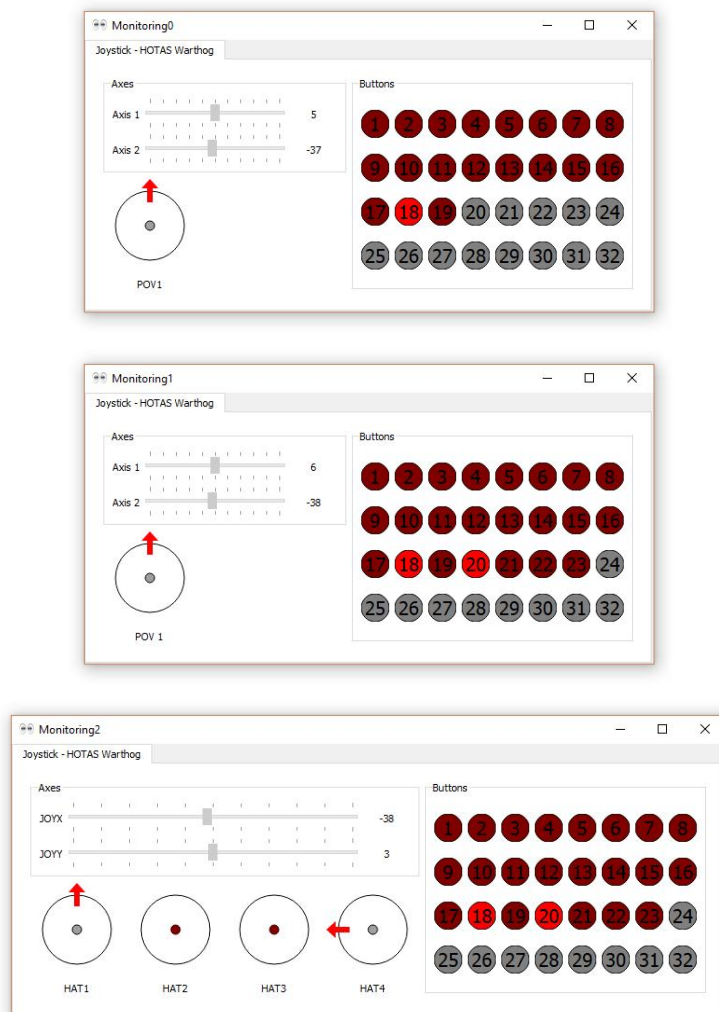 Monitoring0
Joystick - HOTAS Warthog
Axes
Axis 1 5
Axis 2 -37
POV1
Buttons
1 2 3 4 5 6 7 8
9 10 11 12 13 14 15 16
17 18 19 20 21 22 23 24
25 26 27 28 29 30 31 32
Monitoring1
Joystick - HOTAS Warthog
Axes
Axis 1 6
Axis 2 -38
POV 1
Buttons
1 2 3 4 5 6 7 8
9 10 11 12 13 14 15 16
17 18 19 20 21 22 23 24
25 26 27 28 29 30 31 32
Monitoring2
Joystick - HOTAS Warthog
Axes
JOYX -38
JOYY 3
HAT1 HAT2 HAT3 HAT4
Buttons
1 2 3 4 5 6 7 8
9 10 11 12 13 14 15 16
17 18 19 20 21 22 23 24
25 26 27 28 29 30 31 32